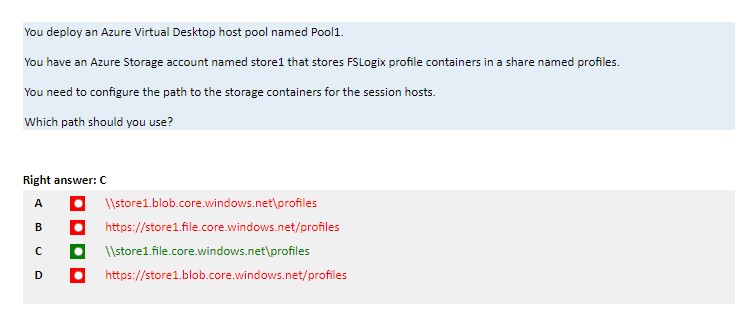 You deploy an Azure Virtual Desktop host pool named Pool1.
You have an Azure Storage account named store1 that stores FSLogix profile containers in a share named profiles.
You need to configure the path to the storage containers for the session hosts.
Which path should you use?
Right answer: C
A \\store1.blob.core.windows.net\profiles
B https://store1.file.core.windows.net/profiles
C \\store1.file.core.windows.net\profiles
D https://store1.blob.core.windows.net/profiles